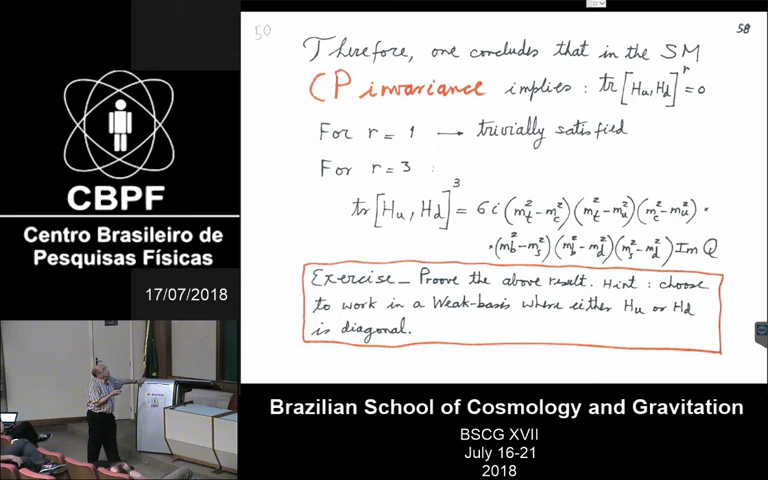 50
58
Therefore, one concludes that in the SM
CP invariance implies : tr [Hu, Hd]^r = 0
For r = 1 → trivially satisfied
For r = 3 :
tr [Hu, Hd]^3 = 6 i (m_t^2 - m_c^2) (m_t^2 - m_u^2) (m_c^2 - m_u^2) ·
· (m_b^2 - m_s^2) (m_b^2 - m_d^2) (m_s^2 - m_d^2) Im Q
Exercise _ Proove the above result. Hint : choose
to work in a Weak-basis where either Hu or Hd
is diagonal.
CBPF
Centro Brasileiro de
Pesquisas Físicas
17/07/2018
Brazilian School of Cosmology and Gravitation
BSCG XVII
July 16-21
2018